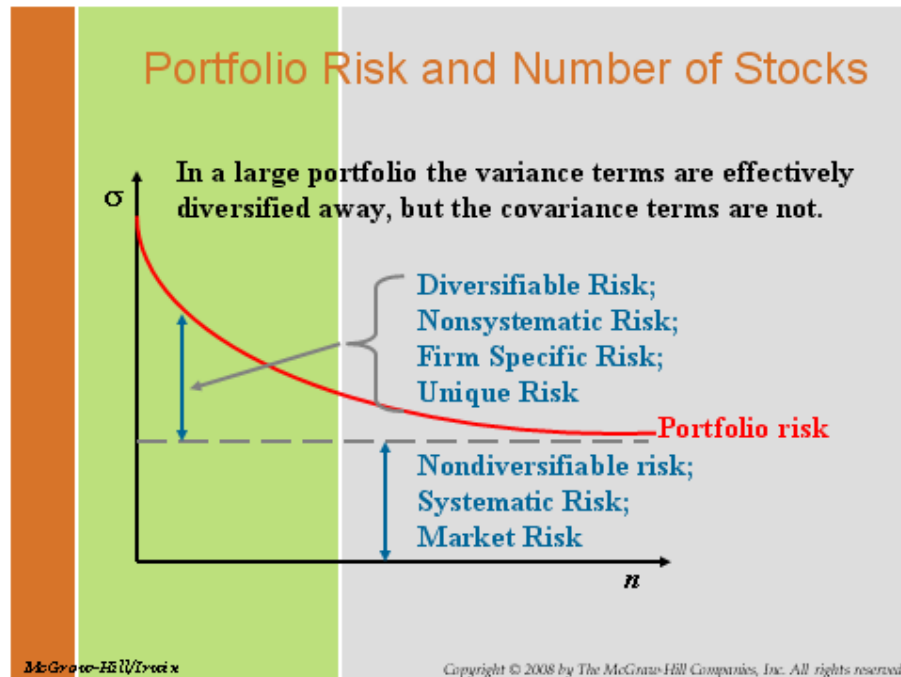 Portfolio Risk and Number of Stocks
In a large portfolio the variance terms are effectively
diversified away, but the covariance terms are not.
σ
Diversifiable Risk;
Nonsystematic Risk;
Firm Specific Risk;
Unique Risk
Portfolio risk
Nondiversifiable risk;
Systematic Risk;
Market Risk
n
McGraw-Hill/Irwin
Copyright © 2008 by The McGraw-Hill Companies, Inc. All rights reserved